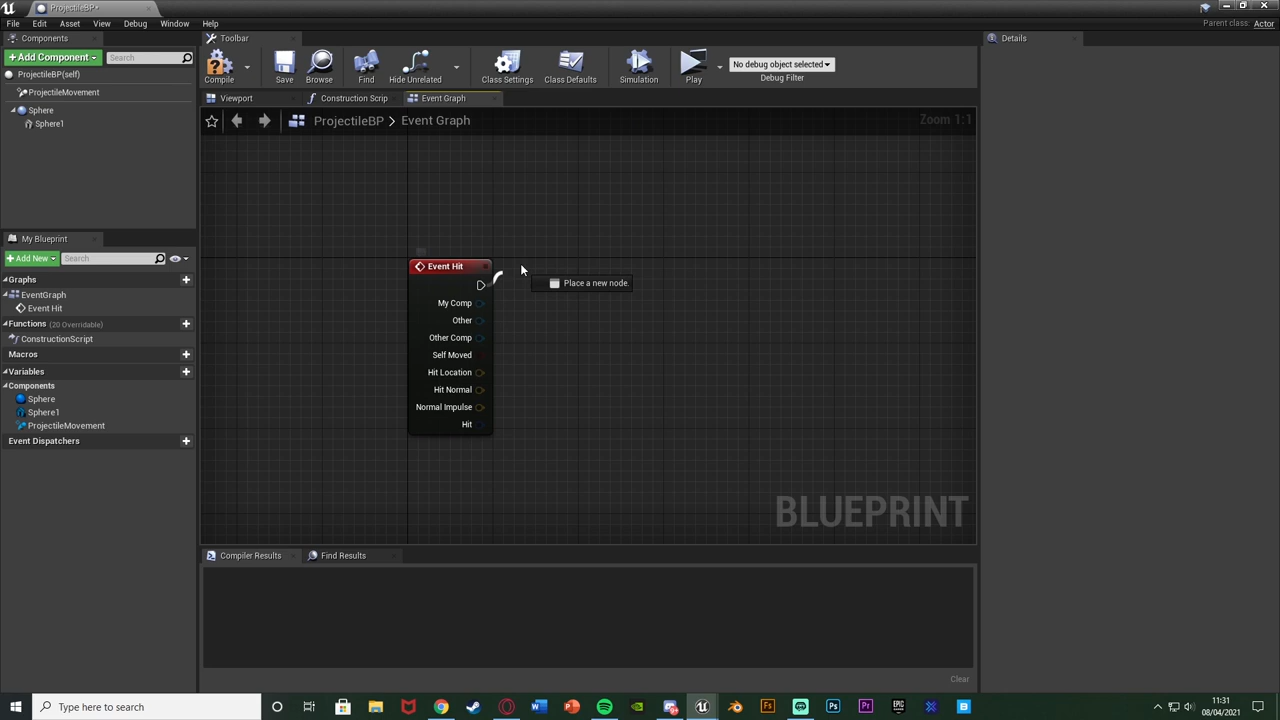 ProjectileBP*
File Edit Asset View Debug Window Help
Parent class: Actor
Components
Toolbar
Details
+ Add Component
Search
ProjectileBP(self)
ProjectileMovement
Sphere
Sphere1
Compile
Save
Browse
Find
Hide Unrelated
Class Settings
Class Defaults
Simulation
Play
No debug object selected
Debug Filter
Viewport
Construction Scrip
Event Graph
ProjectileBP > Event Graph
Zoom 1:1
My Blueprint
+ Add New
Search
Graphs
EventGraph
Event Hit
Functions (20 Overridable)
ConstructionScript
Macros
Variables
Components
Sphere
Sphere1
ProjectileMovement
Event Dispatchers
Event Hit
My Comp
Other
Other Comp
Self Moved
Hit Location
Hit Normal
Normal Impulse
Hit
Place a new node.
BLUEPRINT
Compiler Results
Find Results
Clear
Type here to search
11:31
08/04/2021